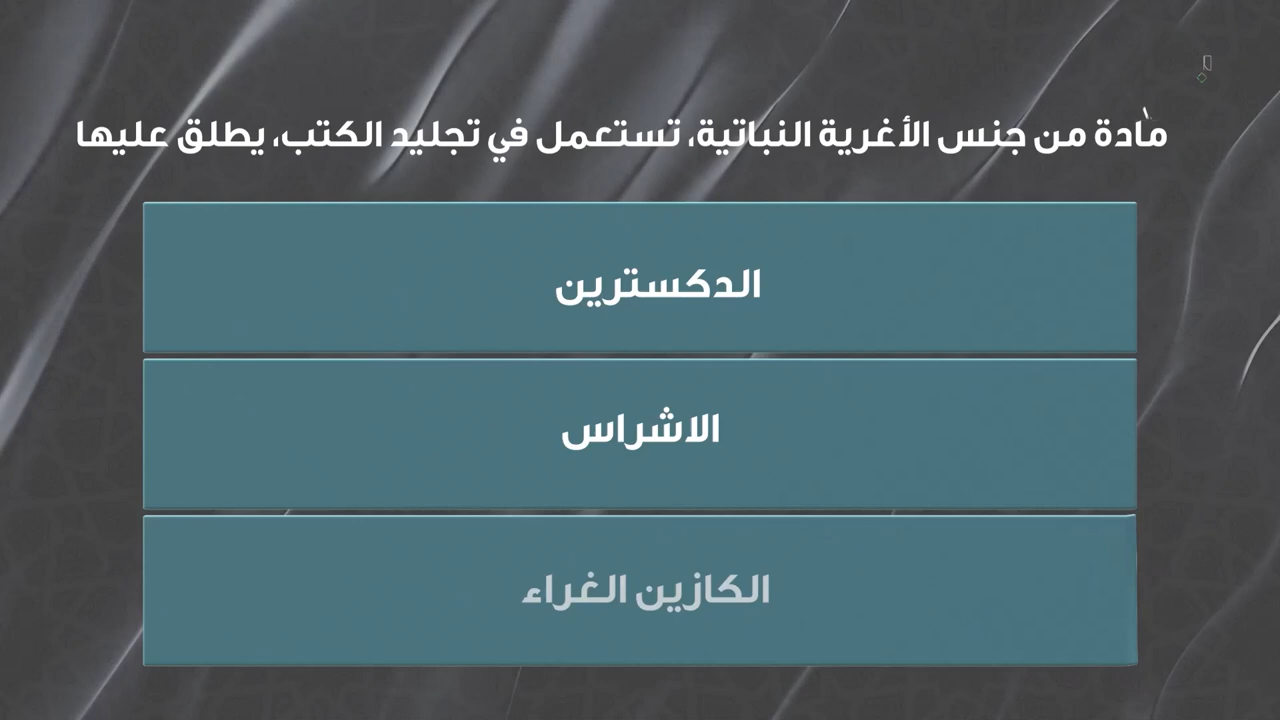 مادة من جنس الأغرية النباتية، تستعمل في تجليد الكتب، يطلق عليها
الدكسترين
الاشراس
الكازين الغراء